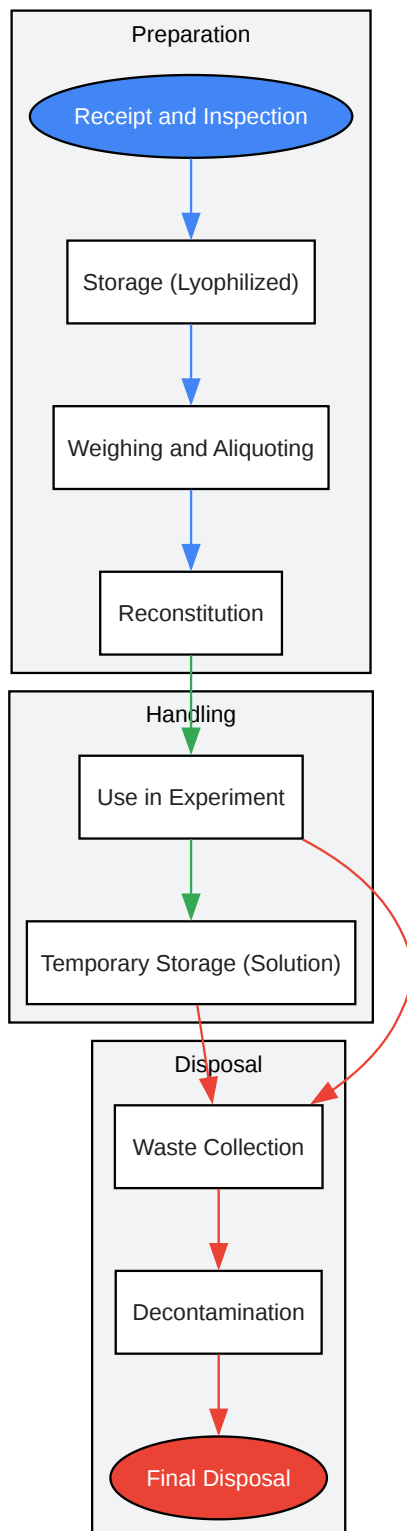 Preparation
Receipt and Inspection
Storage (Lyophilized)
Weighing and Aliquoting
Reconstitution
Handling
Use in Experiment
Temporary Storage (Solution)
Disposal
Waste Collection
Decontamination
Final Disposal